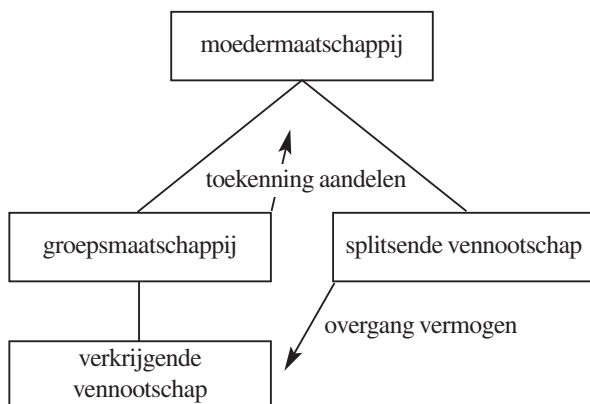 moedermaatschappij
toekenning aandelen
groepsmaatschappij
splitsende vennootschap
overgang vermogen
verkrijgende
vennootschap